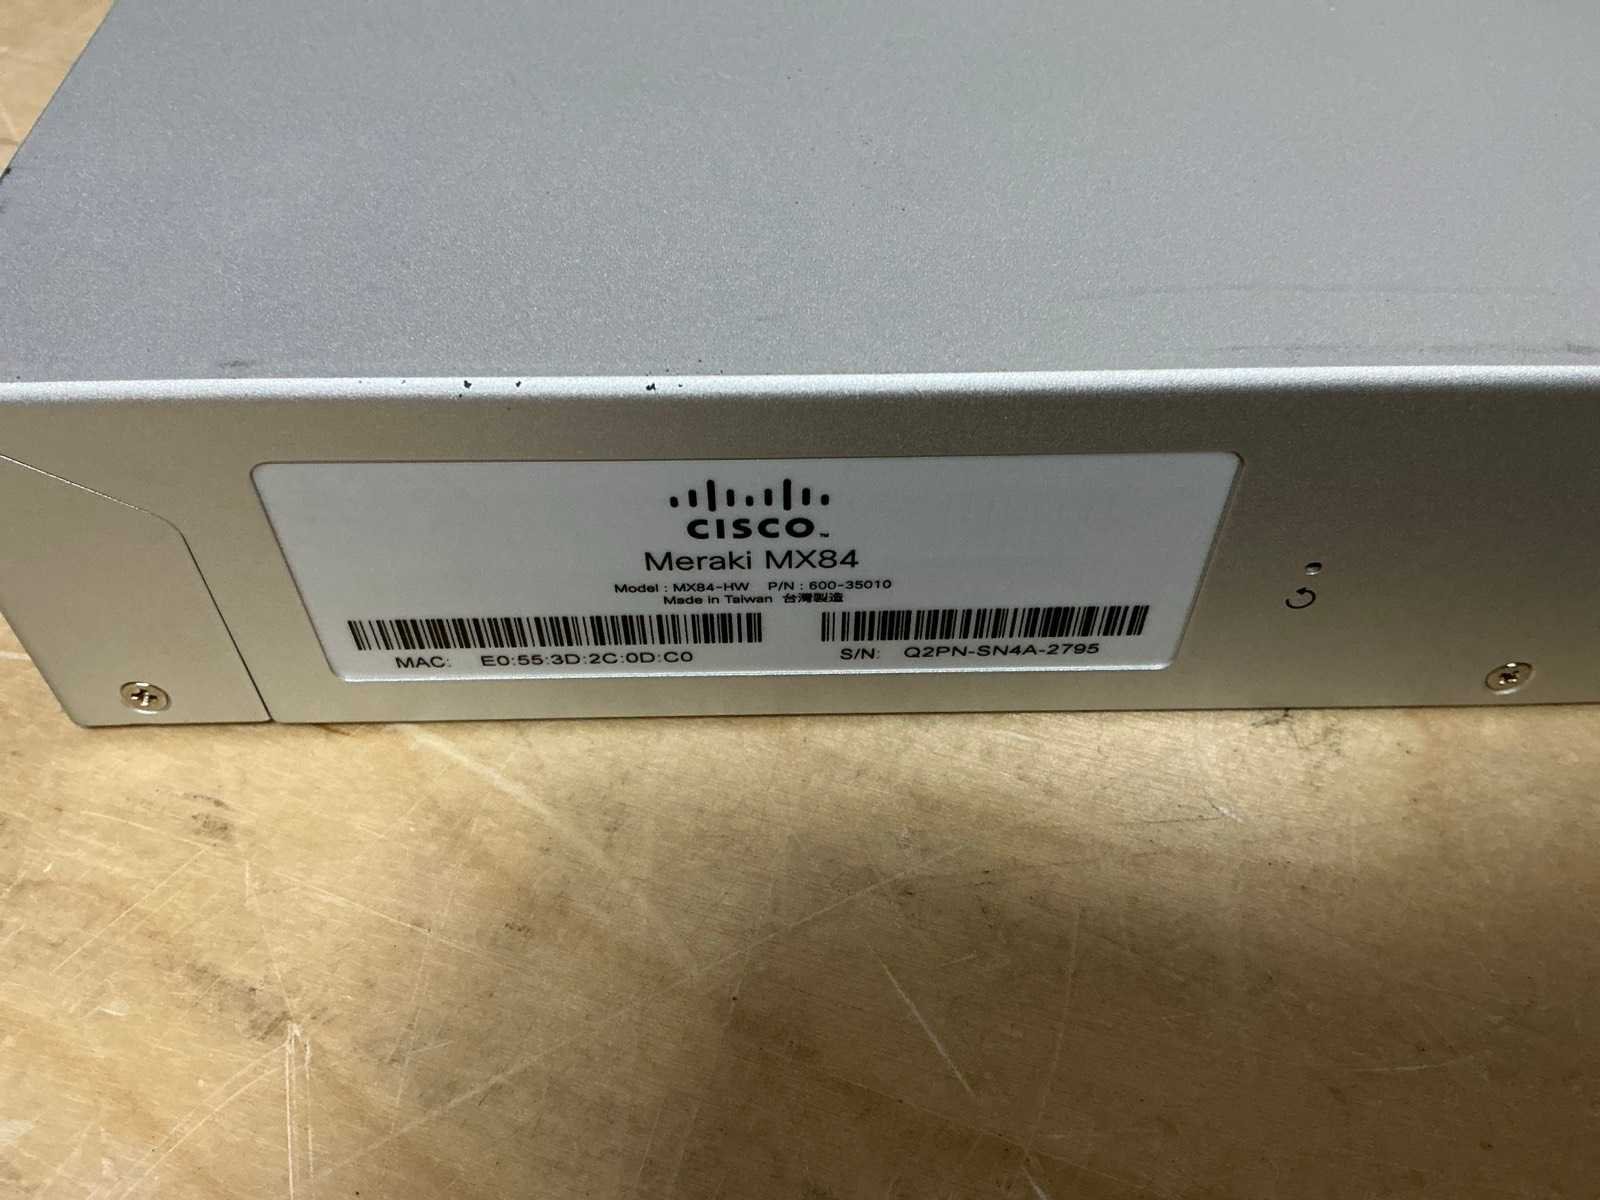 CISCO™
Meraki MX84
Model : MX84-HW P/N : 600-35010
Made in Taiwan 台灣製造
MAC: E0:55:3D:2C:0D:C0
S/N: Q2PN-SN4A-2795